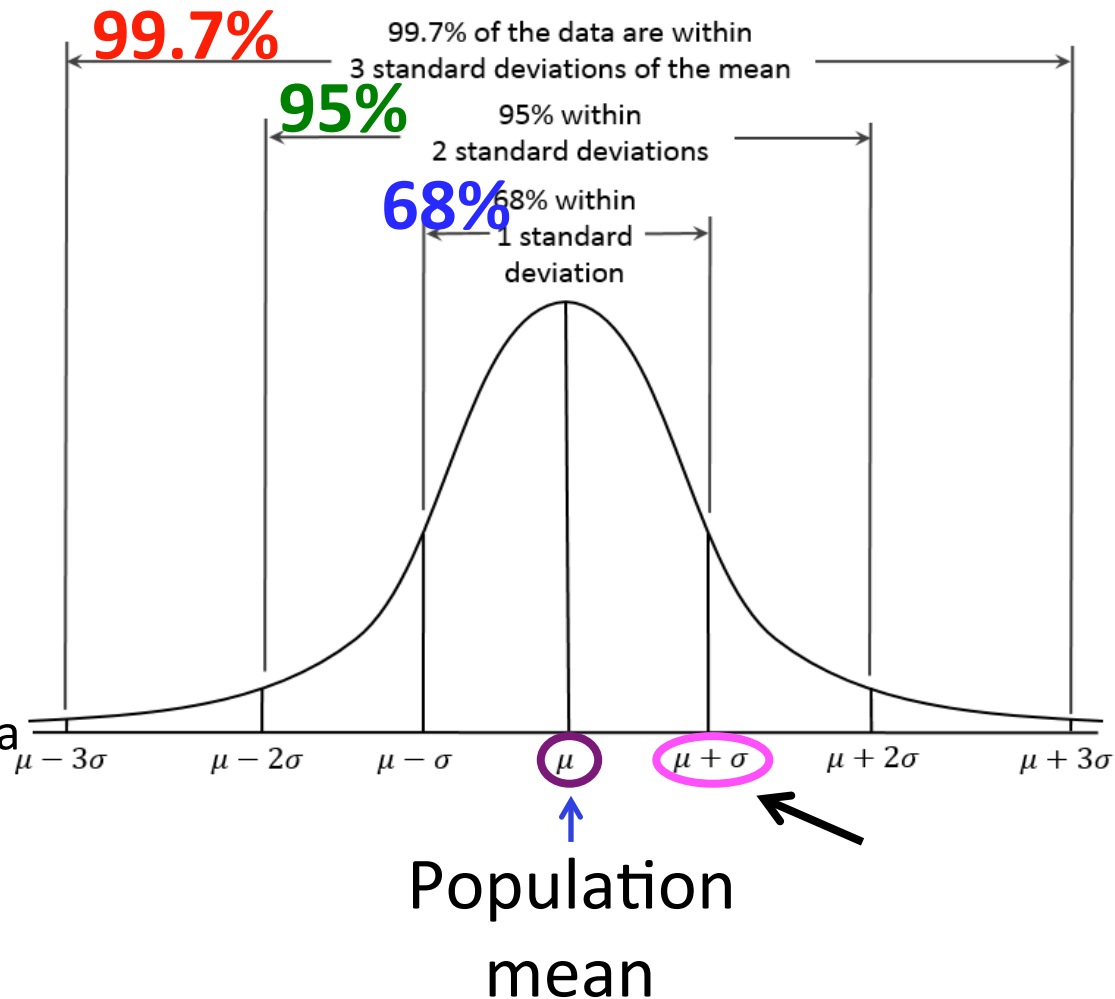 99.7%
99.7% of the data are within
3 standard deviations of the mean
95%
95% within
2 standard deviations
68%
68% within
1 standard
deviation
a
μ − 3σ μ − 2σ μ − σ μ μ + σ μ + 2σ μ + 3σ
Population
mean